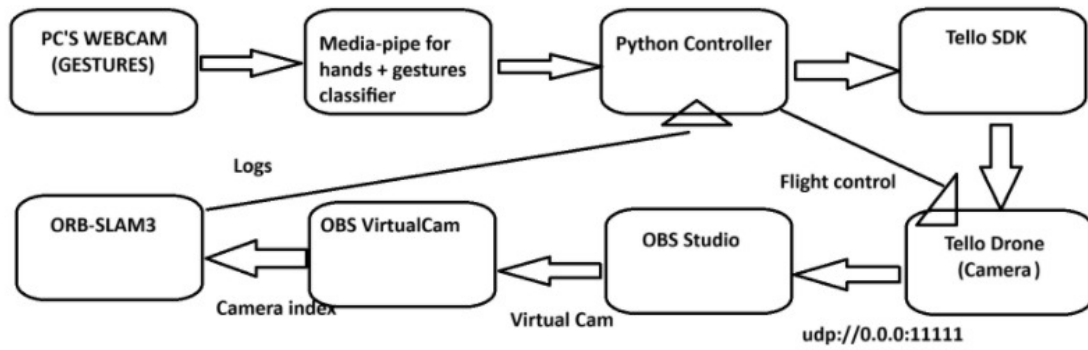 PC'S WEBCAM
(GESTURES)
Media-pipe for
hands + gestures
classifier
Python Controller
Tello SDK
Logs
Flight control
ORB-SLAM3
OBS VirtualCam
OBS Studio
Tello Drone
(Camera)
Camera index
Virtual Cam
udp://0.0.0:11111